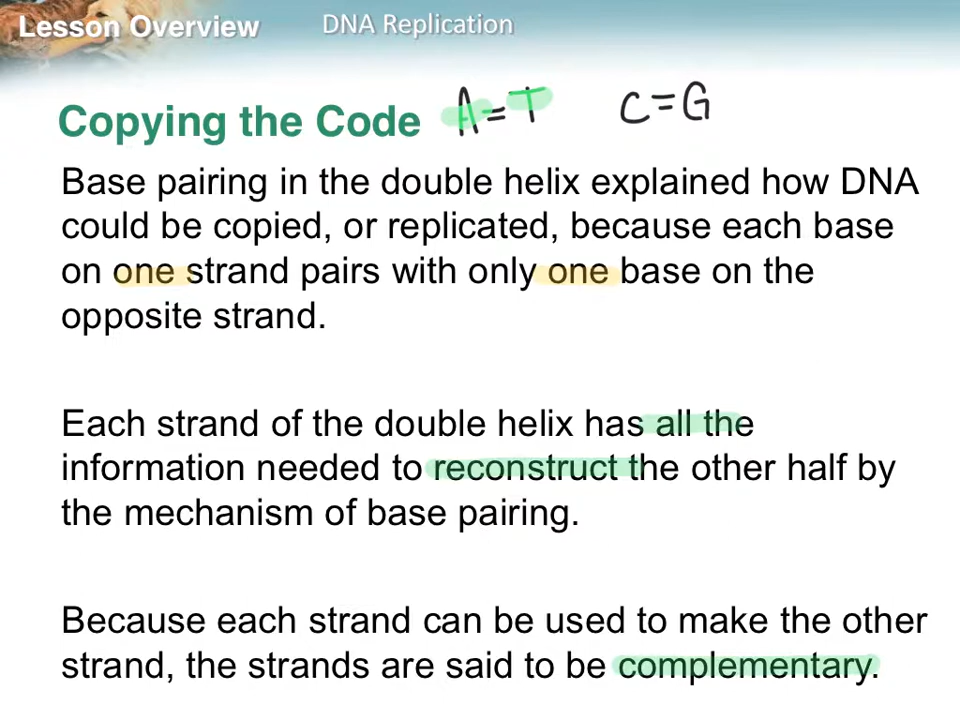 Lesson Overview DNA Replication
Copying the Code A=T C=G
Base pairing in the double helix explained how DNA
could be copied, or replicated, because each base
on one strand pairs with only one base on the
opposite strand.
Each strand of the double helix has all the
information needed to reconstruct the other half by
the mechanism of base pairing.
Because each strand can be used to make the other
strand, the strands are said to be complementary.